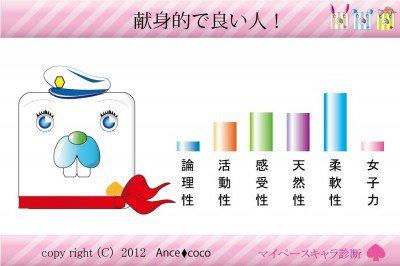 献身的で良い人！
論理性
活動性
感受性
天然性
柔軟性
女子力
copy right (C) 2012 Ance♦coco
マイペースキャラ診断